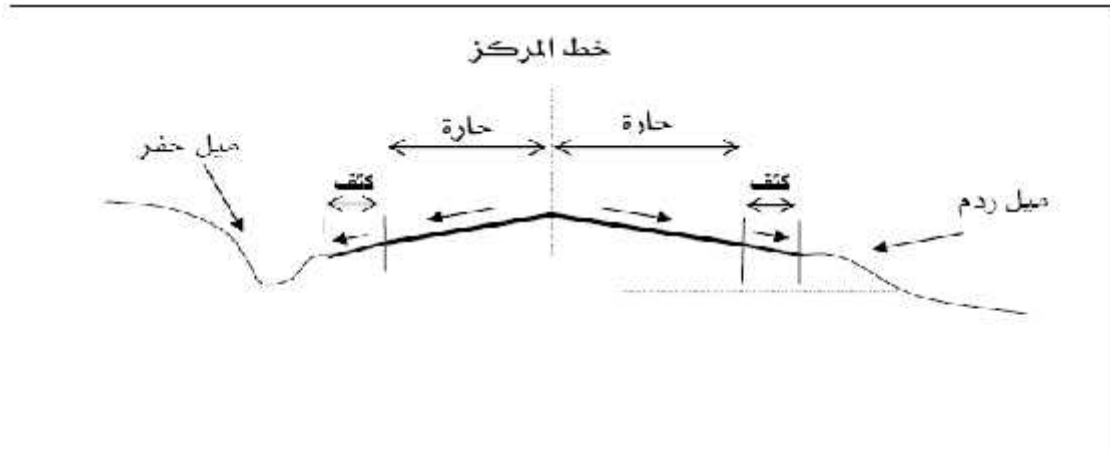 خط المركز
حارة
حارة
ميل حفر
كتف
كتف
ميل ردم